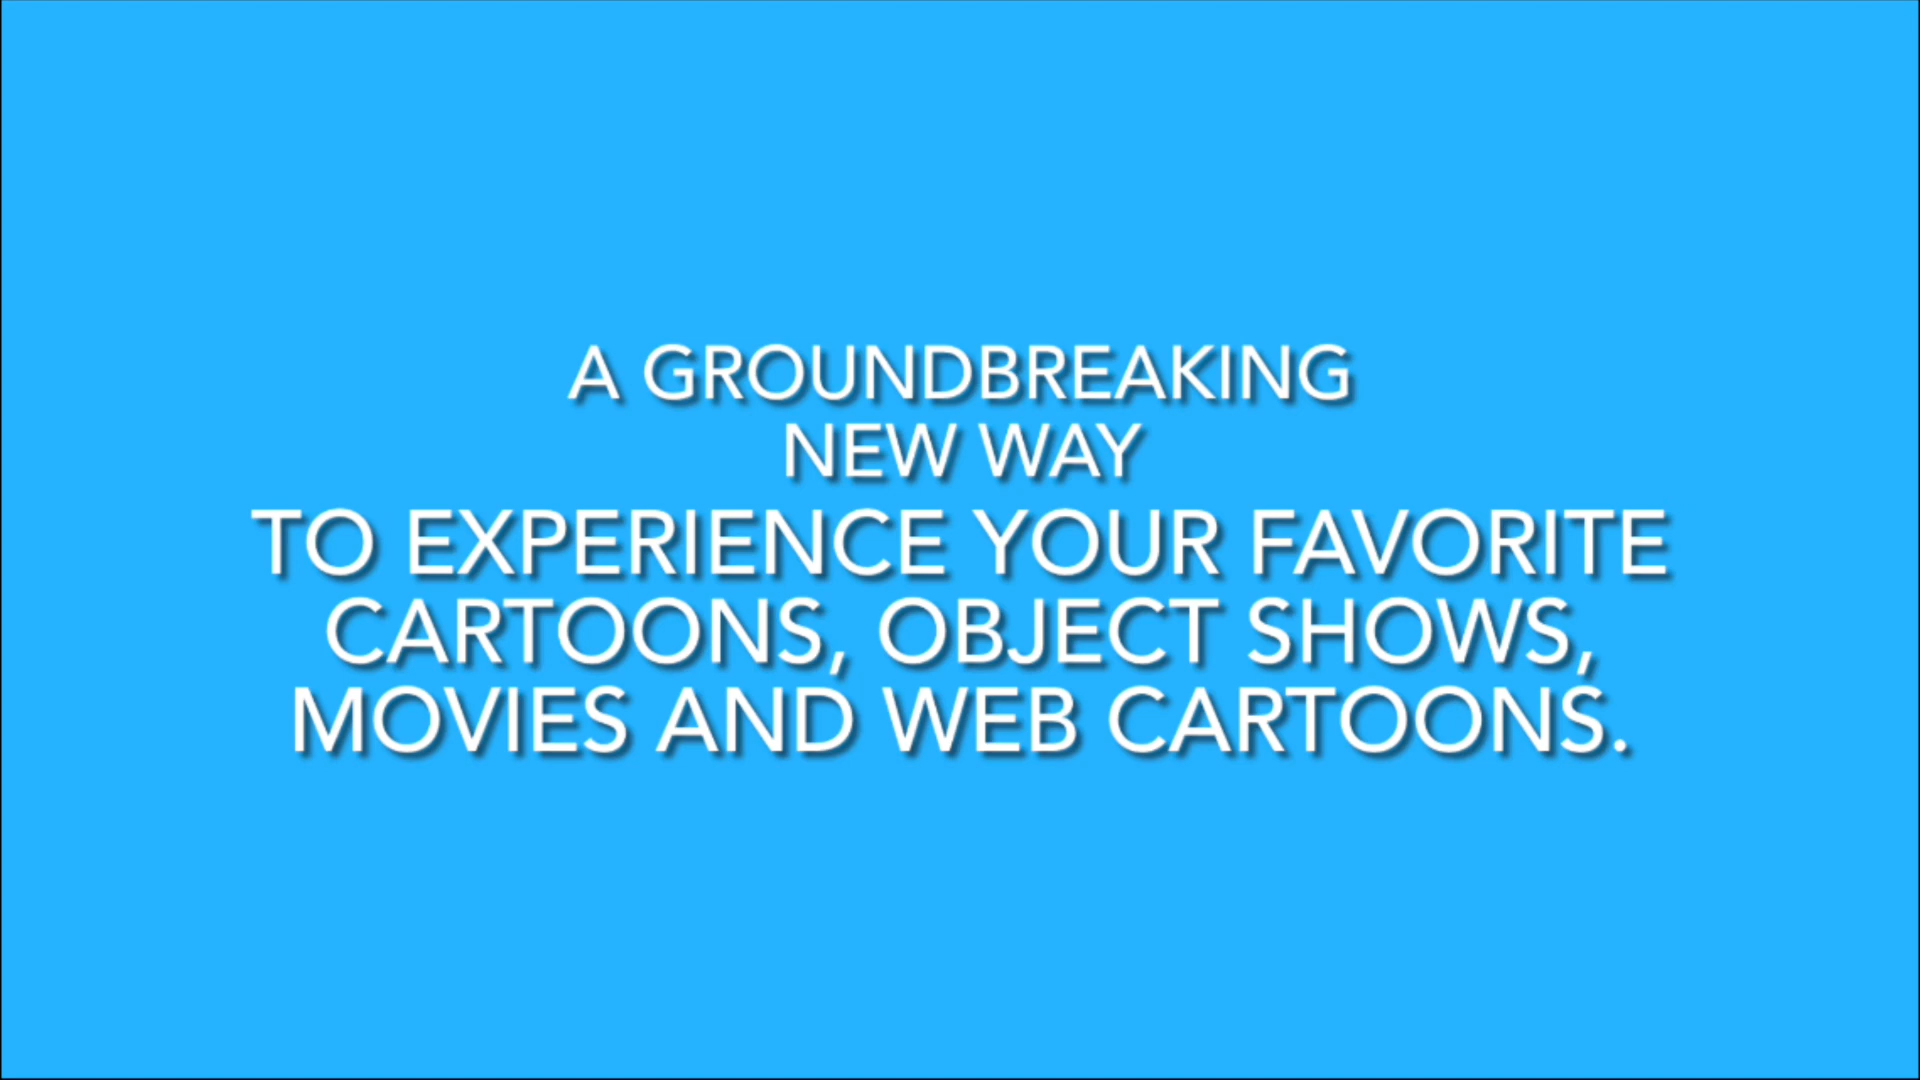 A GROUNDBREAKING
NEW WAY
TO EXPERIENCE YOUR FAVORITE
CARTOONS, OBJECT SHOWS,
MOVIES AND WEB CARTOONS.